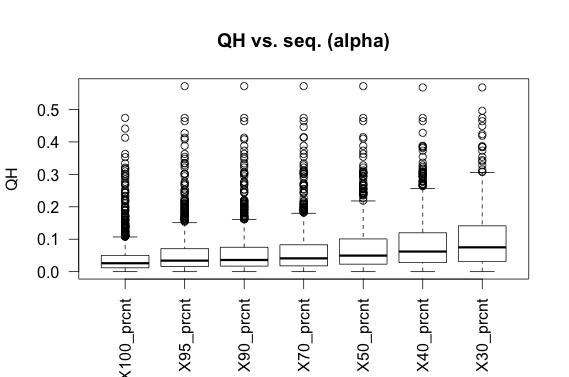 QH vs. seq. (alpha)
QH
0.5
0.4
0.3
0.2
0.1
0.0
X100_prcnt
X95_prcnt
X90_prcnt
X70_prcnt
X50_prcnt
X40_prcnt
X30_prcnt